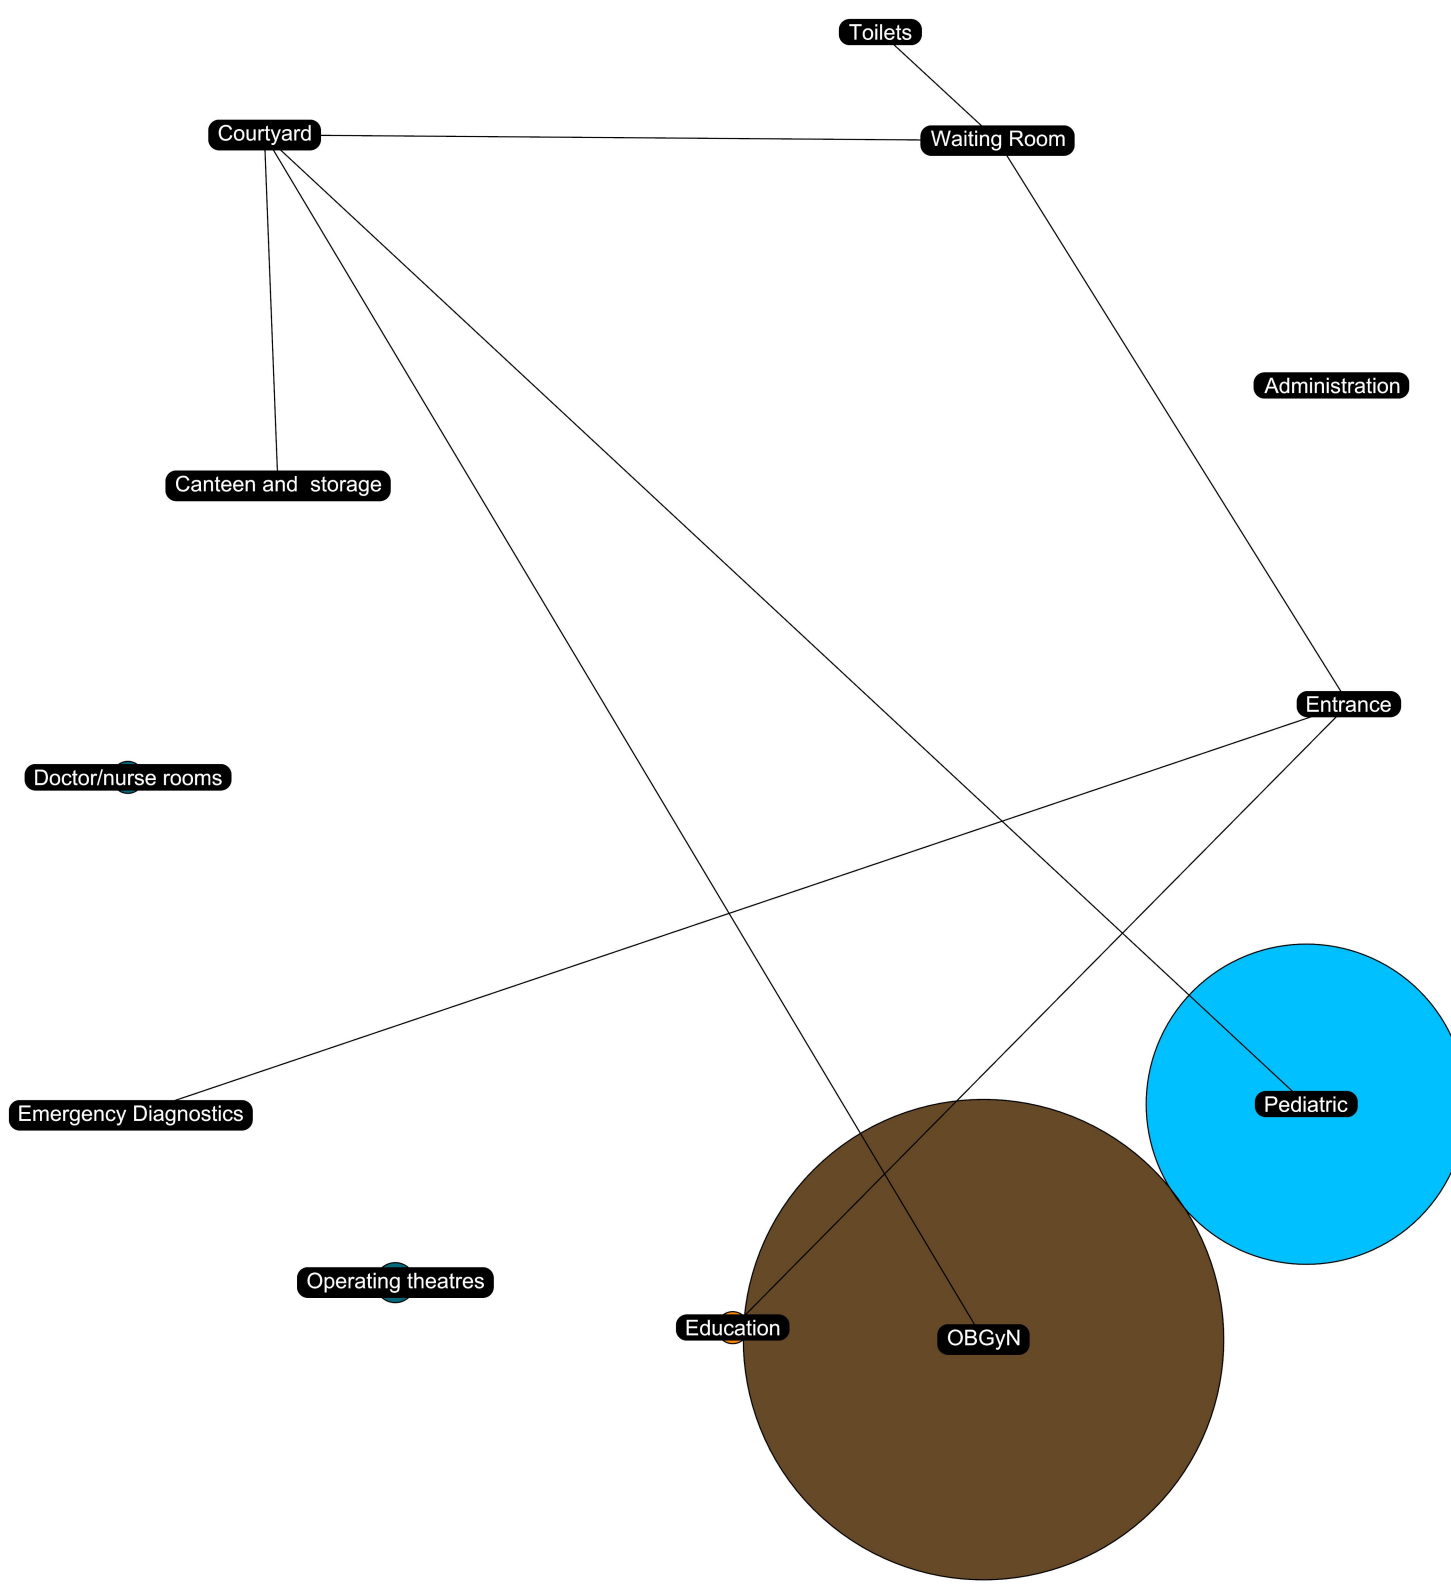 Toilets
Courtyard
Waiting Room
Administration
Canteen and  storage
Entrance
Doctor/nurse rooms
Pediatric
Emergency Diagnostics
Operating theatres
Education
OBGyN